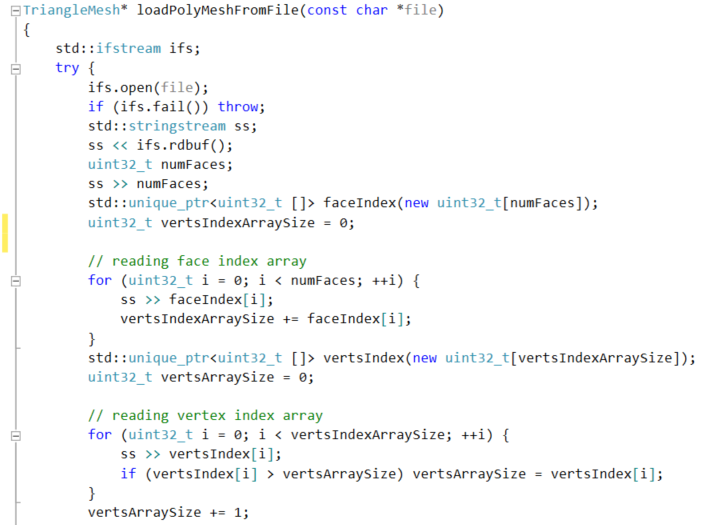 TriangleMesh* loadPolyMeshFromFile(const char *file)
{
    std::ifstream ifs;
    try {
        ifs.open(file);
        if (ifs.fail()) throw;
        std::stringstream ss;
        ss << ifs.rdbuf();
        uint32_t numFaces;
        ss >> numFaces;
        std::unique_ptr<uint32_t []> faceIndex(new uint32_t[numFaces]);
        uint32_t vertsIndexArraySize = 0;

        // reading face index array
        for (uint32_t i = 0; i < numFaces; ++i) {
            ss >> faceIndex[i];
            vertsIndexArraySize += faceIndex[i];
        }
        std::unique_ptr<uint32_t []> vertsIndex(new uint32_t[vertsIndexArraySize]);
        uint32_t vertsArraySize = 0;

        // reading vertex index array
        for (uint32_t i = 0; i < vertsIndexArraySize; ++i) {
            ss >> vertsIndex[i];
            if (vertsIndex[i] > vertsArraySize) vertsArraySize = vertsIndex[i];
        }
        vertsArraySize += 1;